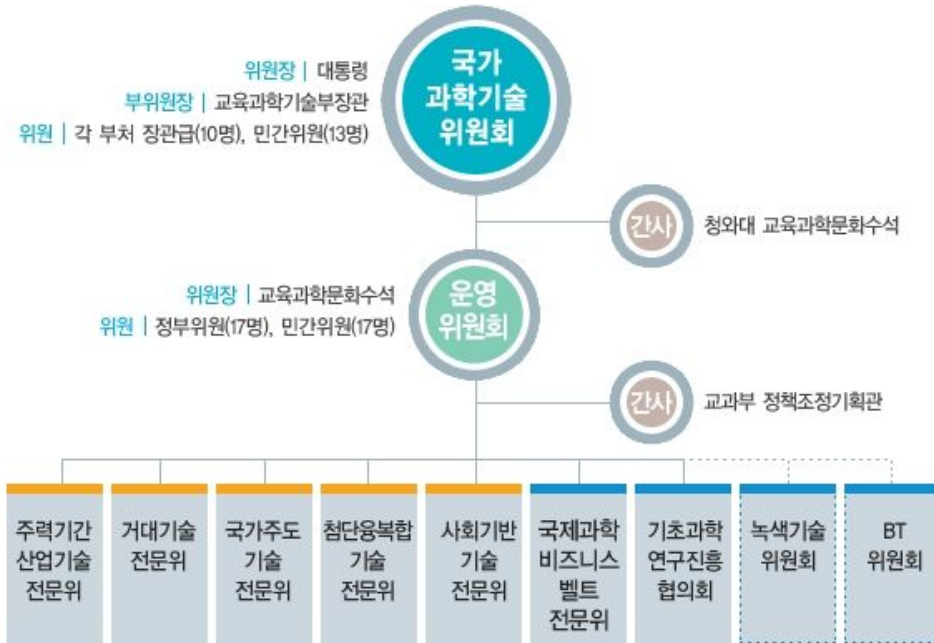 국가
과학기술
위원회
위원장 | 대통령
부위원장 | 교육과학기술부장관
위원 | 각 부처 장관급(10명), 민간위원(13명)
간사
청와대 교육과학문화수석
운영
위원회
위원장 | 교육과학문화수석
위원 | 정부위원(17명), 민간위원(17명)
간사
교과부 정책조정기획관
주력기간
산업기술
전문위
거대기술
전문위
국가주도
기술
전문위
첨단융복합
기술
전문위
사회기반
기술
전문위
국제과학
비즈니스
벨트
전문위
기초과학
연구진흥
협의회
녹색기술
위원회
BT
위원회